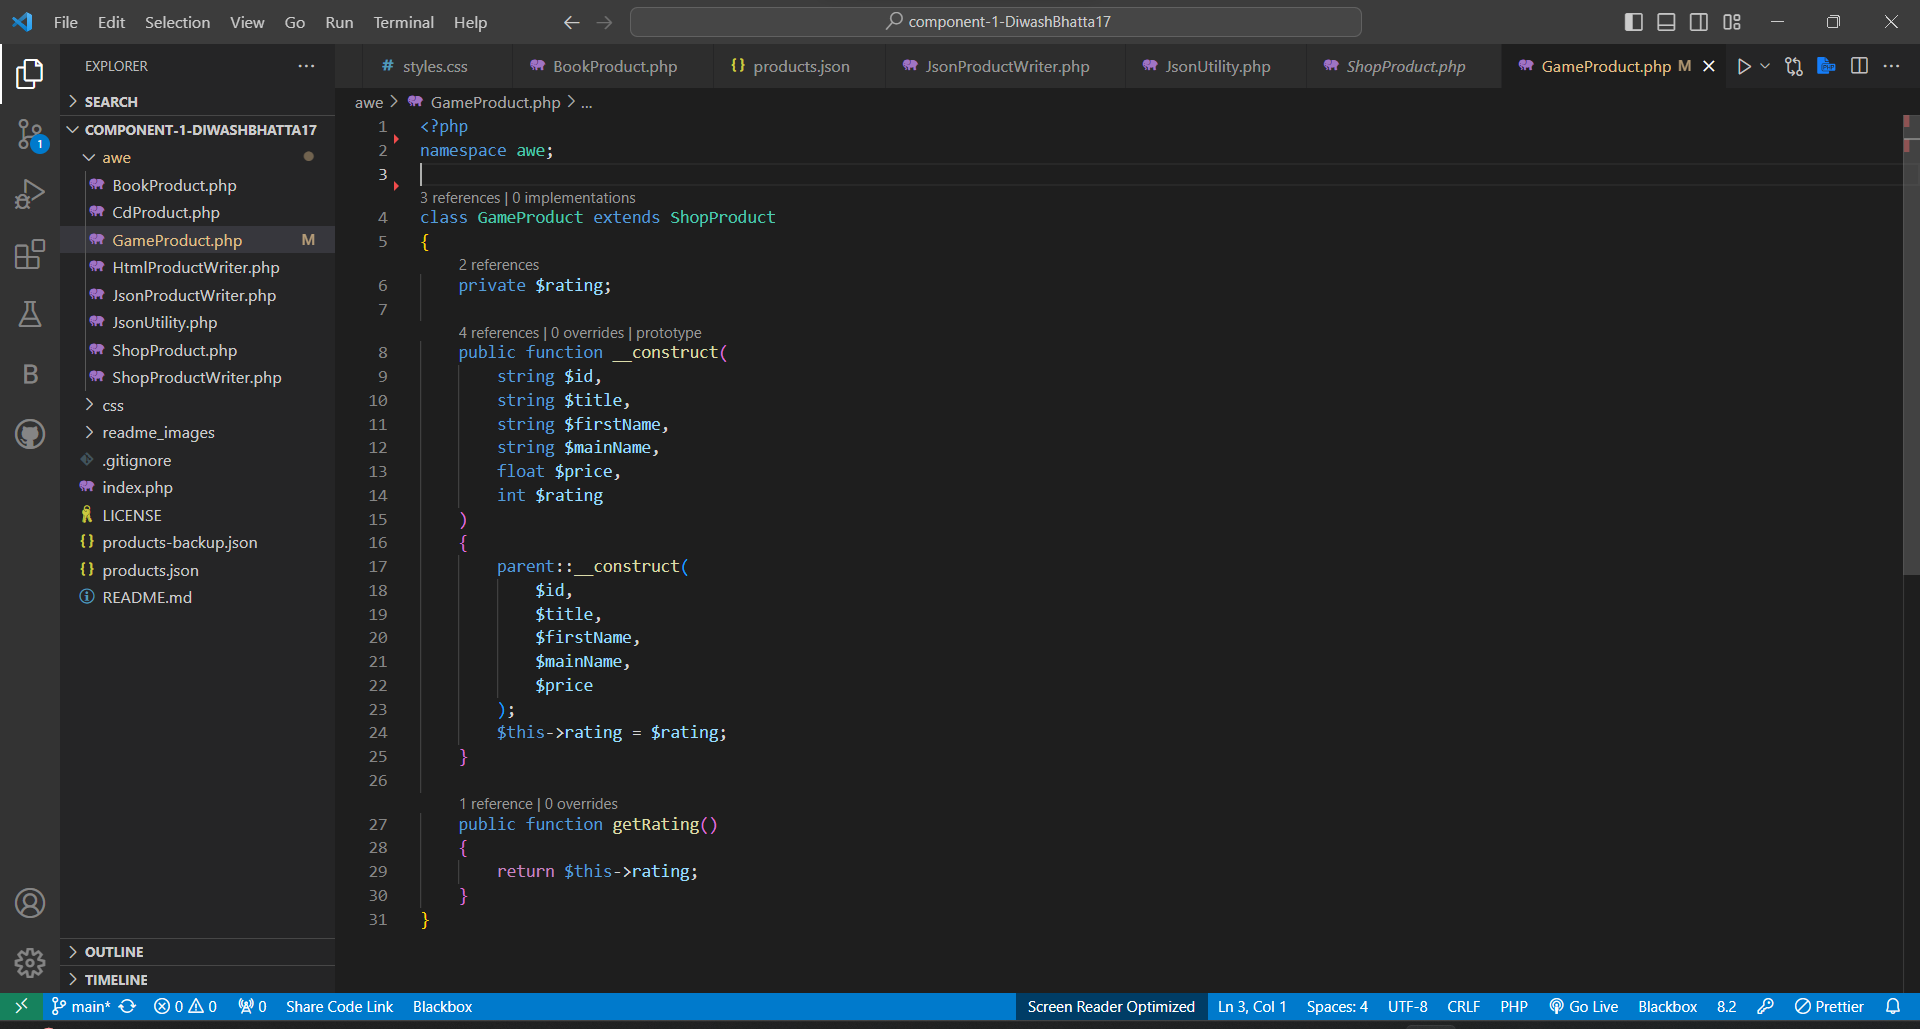 File Edit Selection View Go Run Terminal Help
component-1-DiwashBhatta17
EXPLORER
SEARCH
COMPONENT-1-DIWASHBHATTA17
awe
BookProduct.php
CdProduct.php
GameProduct.php M
HtmlProductWriter.php
JsonProductWriter.php
JsonUtility.php
ShopProduct.php
ShopProductWriter.php
css
readme_images
.gitignore
index.php
LICENSE
products-backup.json
products.json
README.md
OUTLINE
TIMELINE
styles.css BookProduct.php products.json JsonProductWriter.php JsonUtility.php ShopProduct.php GameProduct.php M
awe > GameProduct.php > ...
1 <?php
2 namespace awe;
3
3 references | 0 implementations
4 class GameProduct extends ShopProduct
5 {
2 references
6 private $rating;
7
4 references | 0 overrides | prototype
8 public function __construct(
9 string $id,
10 string $title,
11 string $firstName,
12 string $mainName,
13 float $price,
14 int $rating
15 )
16 {
17 parent::__construct(
18 $id,
19 $title,
20 $firstName,
21 $mainName,
22 $price
23 );
24 $this->rating = $rating;
25 }
26
1 reference | 0 overrides
27 public function getRating()
28 {
29 return $this->rating;
30 }
31 }
1
B
main* 0 0 0 Share Code Link Blackbox Screen Reader Optimized Ln 3, Col 1 Spaces: 4 UTF-8 CRLF PHP Go Live Blackbox 8.2 Prettier